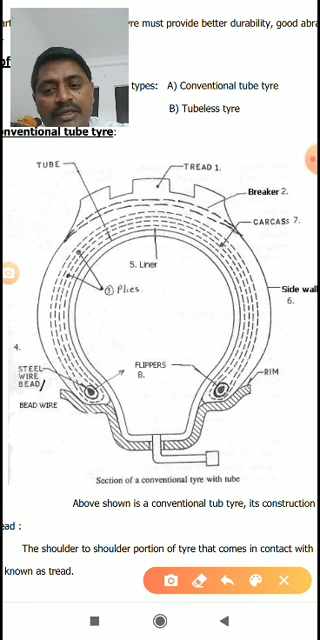 yre must provide better durability, good abra
of
types: A) Conventional tube tyre
B) Tubeless tyre
onventional tube tyre:
TUBE
TREAD 1.
Breaker 2.
CARCASS 7.
5. Liner
3 Plies.
Side wall
6.
4.
STEEL
WIRE
BEAD/
FLIPPERS
8.
RIM
BEAD WIRE
Section of a conventional tyre with tube
Above shown is a conventional tub tyre, its construction
ead :
The shoulder to shoulder portion of tyre that comes in contact with
known as tread.